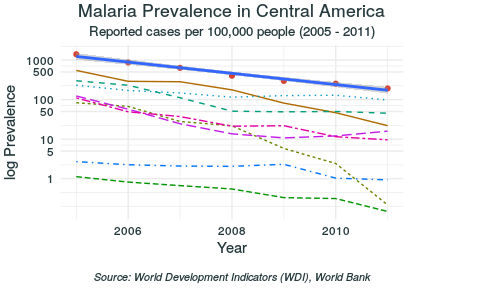 Malaria Prevalence in Central America
Reported cases per 100,000 people (2005 - 2011)
log Prevalence
1000
500
100
50
10
5
1
2006
2008
2010
Year
Source: World Development Indicators (WDI), World Bank